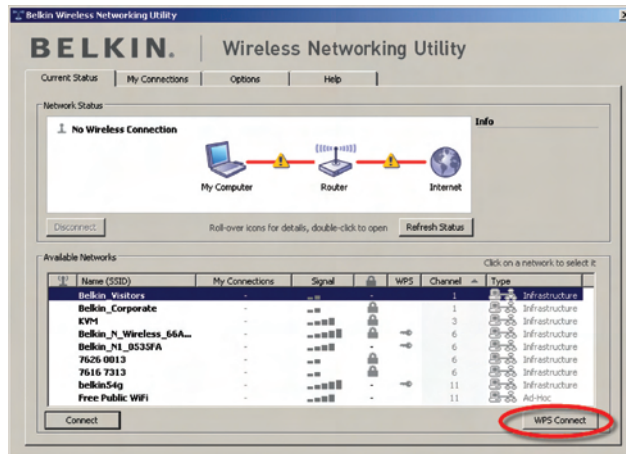 Belkin Wireless Networking Utility
BELKIN. Wireless Networking Utility
Current Status My Connections Options Help
Network Status
No Wireless Connection
Info
My Computer Router Internet
Disconnect Roll-over icons for details, double-click to open Refresh Status
Available Networks
Click on a network to select it
Name (SSID) My Connections Signal WPS Channel Type
Belkin_Visitors - - 1 Infrastructure
Belkin_Corporate - 1 Infrastructure
KVM - 3 Infrastructure
Belkin_N_Wireless_66A... - 6 Infrastructure
Belkin_N1_0535FA - - 6 Infrastructure
7626 0013 - 6 Infrastructure
7616 7313 - 6 Infrastructure
belkin54g - - 11 Infrastructure
Free Public WiFi - - 11 Ad-Hoc
Connect WPS Connect